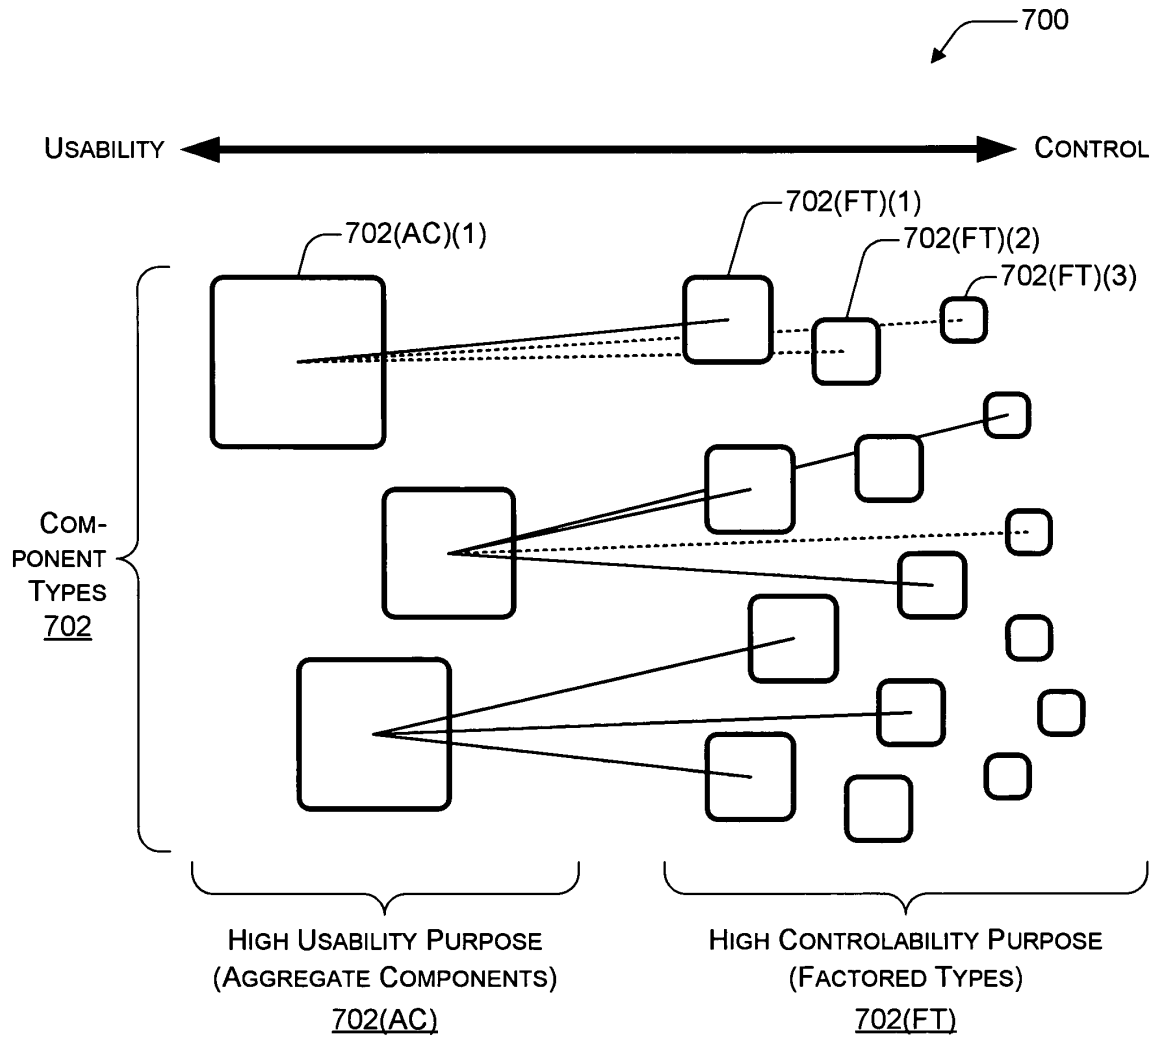 700
USABILITY
CONTROL
702(FT)(1)
702(AC)(1)
702(FT)(2)
702(FT)(3)
COM-
PONENT
TYPES
702
HIGH USABILITY PURPOSE
(AGGREGATE COMPONENTS)
702(AC)
HIGH CONTROLABILITY PURPOSE
(FACTORED TYPES)
702(FT)